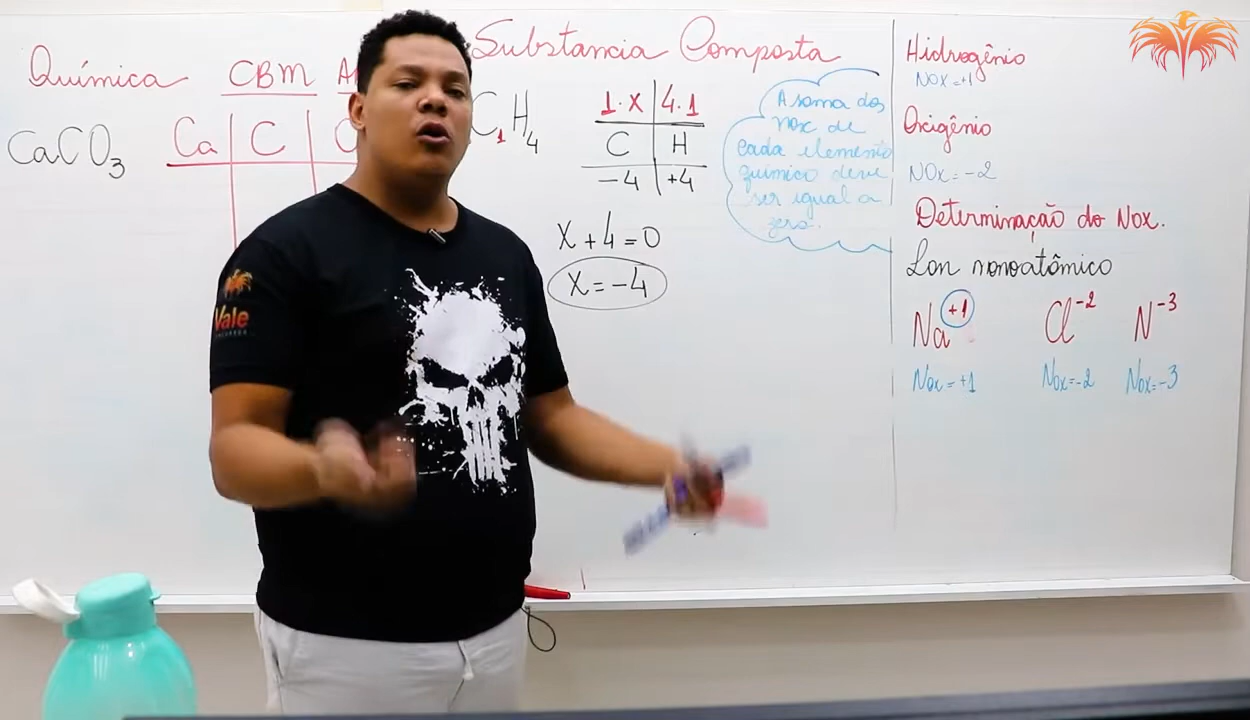 Química CBM
CaCO3
Ca C
Substancia Composta
C1H4
1·X 4·1
C H
-4 +4
X+4=0
X=-4
A soma dos
nox de
cada elemento
químico deve
ser igual a
zero.
Hidrogênio
NOX=+1
Oxigênio
NOx=-2
Determinação do Nox.
Íon monoatômico
Na+1 Cl-2 N-3
Nox=+1 Nox=-2 Nox=-3
Vale